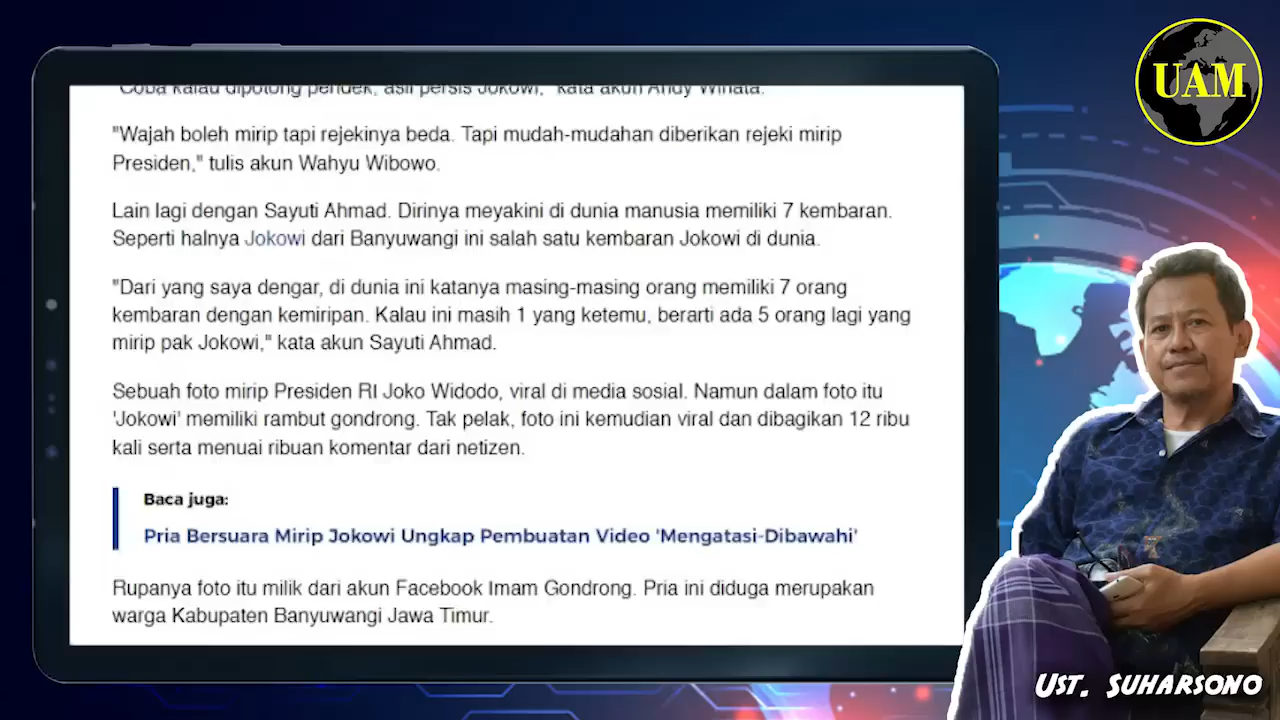 "Coba kalau dipotong pendek, asli persis Jokowi," kata akun Andy Winata.
"Wajah boleh mirip tapi rejekinya beda. Tapi mudah-mudahan diberikan rejeki mirip
Presiden," tulis akun Wahyu Wibowo.
Lain lagi dengan Sayuti Ahmad. Dirinya meyakini di dunia manusia memiliki 7 kembaran.
Seperti halnya Jokowi dari Banyuwangi ini salah satu kembaran Jokowi di dunia.
"Dari yang saya dengar, di dunia ini katanya masing-masing orang memiliki 7 orang
kembaran dengan kemiripan. Kalau ini masih 1 yang ketemu, berarti ada 5 orang lagi yang
mirip pak Jokowi," kata akun Sayuti Ahmad.
Sebuah foto mirip Presiden RI Joko Widodo, viral di media sosial. Namun dalam foto itu
'Jokowi' memiliki rambut gondrong. Tak pelak, foto ini kemudian viral dan dibagikan 12 ribu
kali serta menuai ribuan komentar dari netizen.
Baca juga:
Pria Bersuara Mirip Jokowi Ungkap Pembuatan Video 'Mengatasi-Dibawahi'
Rupanya foto itu milik dari akun Facebook Imam Gondrong. Pria ini diduga merupakan
warga Kabupaten Banyuwangi Jawa Timur.
UAM
Ust. Suharsono